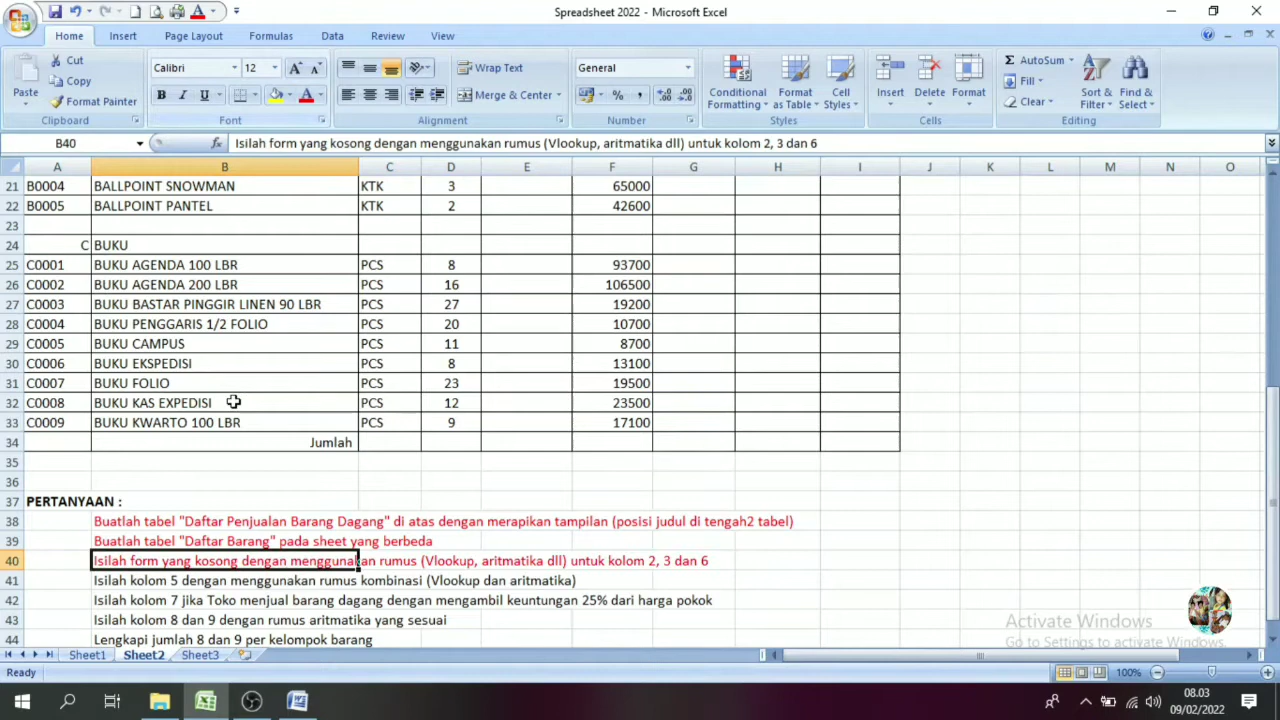 Spreadsheet 2022 - Microsoft Excel
Home Insert Page Layout Formulas Data Review View
Paste Cut Copy Format Painter Clipboard
Calibri 12 B I U Font
Wrap Text Merge & Center Alignment
General % , Number
Conditional Formatting Format as Table Cell Styles Styles
Insert Delete Format Cells
AutoSum Fill Clear Sort & Filter Find & Select Editing
B40 fx Isilah form yang kosong dengan menggunakan rumus (Vlookup, aritmatika dll) untuk kolom 2, 3 dan 6
A B C D E F G H I J K L M N O
21 B0004 BALLPOINT SNOWMAN KTK 3 65000
22 B0005 BALLPOINT PANTEL KTK 2 42600
23
24 C BUKU
25 C0001 BUKU AGENDA 100 LBR PCS 8 93700
26 C0002 BUKU AGENDA 200 LBR PCS 16 106500
27 C0003 BUKU BASTAR PINGGIR LINEN 90 LBR PCS 27 19200
28 C0004 BUKU PENGGARIS 1/2 FOLIO PCS 20 10700
29 C0005 BUKU CAMPUS PCS 11 8700
30 C0006 BUKU EKSPEDISI PCS 8 13100
31 C0007 BUKU FOLIO PCS 23 19500
32 C0008 BUKU KAS EXPEDISI PCS 12 23500
33 C0009 BUKU KWARTO 100 LBR PCS 9 17100
34 Jumlah
35
36
37 PERTANYAAN :
38 Buatlah tabel "Daftar Penjualan Barang Dagang" di atas dengan merapikan tampilan (posisi judul di tengah2 tabel)
39 Buatlah tabel "Daftar Barang" pada sheet yang berbeda
40 Isilah form yang kosong dengan menggunakan rumus (Vlookup, aritmatika dll) untuk kolom 2, 3 dan 6
41 Isilah kolom 5 dengan menggunakan rumus kombinasi (Vlookup dan aritmatika)
42 Isilah kolom 7 jika Toko menjual barang dagang dengan mengambil keuntungan 25% dari harga pokok
43 Isilah kolom 8 dan 9 dengan rumus aritmatika yang sesuai
44 Lengkapi jumlah 8 dan 9 per kelompok barang
Activate Windows
Go to Settings to activate Windows.
Sheet1 Sheet2 Sheet3
Ready 100%
08.03
09/02/2022